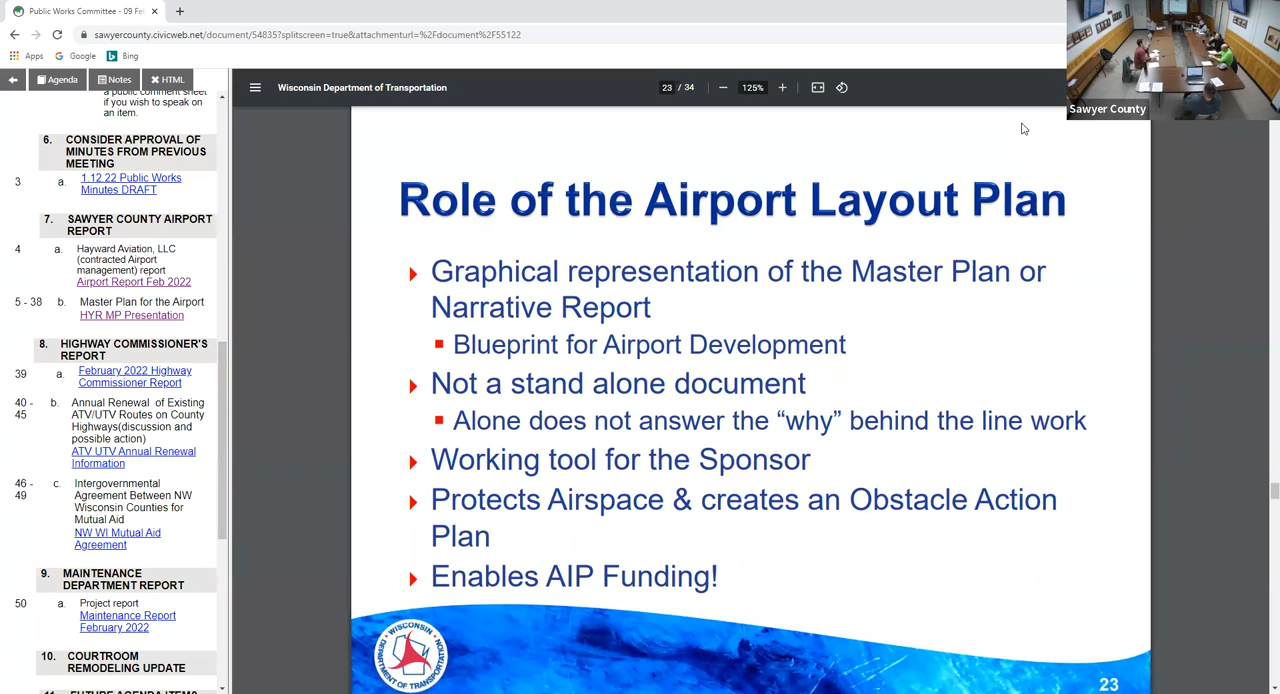 Public Works Committee - 09 Fe
sawyercounty.civicweb.net/document/54835?splitscreen=true&attachmenturl=%2Fdocument%2F55122
Apps
Google
Bing
Agenda
Notes
HTML
a public comment sheet
if you wish to speak on
an item.
6. CONSIDER APPROVAL OF
MINUTES FROM PREVIOUS
MEETING
3 a. 1.12.22 Public Works
Minutes DRAFT
7. SAWYER COUNTY AIRPORT
REPORT
4 a. Hayward Aviation, LLC
(contracted Airport
management) report
Airport Report Feb 2022
5 - 38 b. Master Plan for the Airport
HYR MP Presentation
8. HIGHWAY COMMISSIONER'S
REPORT
39 a. February 2022 Highway
Commissioner Report
40 -
45 b. Annual Renewal of Existing
ATV/UTV Routes on County
Highways(discussion and
possible action)
ATV UTV Annual Renewal
Information
46 -
49 c. Intergovernmental
Agreement Between NW
Wisconsin Counties for
Mutual Aid
NW WI Mutual Aid
Agreement
9. MAINTENANCE
DEPARTMENT REPORT
50 a. Project report
Maintenance Report
February 2022
10. COURTROOM
REMODELING UPDATE
11. FUTURE AGENDA ITEMS
Wisconsin Department of Transportation
23 / 34
125%
Sawyer County
Role of the Airport Layout Plan
Graphical representation of the Master Plan or
Narrative Report
Blueprint for Airport Development
Not a stand alone document
Alone does not answer the “why” behind the line work
Working tool for the Sponsor
Protects Airspace & creates an Obstacle Action
Plan
Enables AIP Funding!
WISCONSIN
DEPARTMENT OF TRANSPORTATION
23